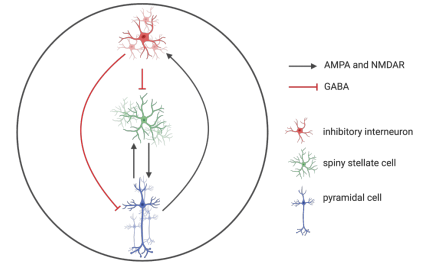 AMPA and NMDAR
GABA
inhibitory interneuron
spiny stellate cell
pyramidal cell